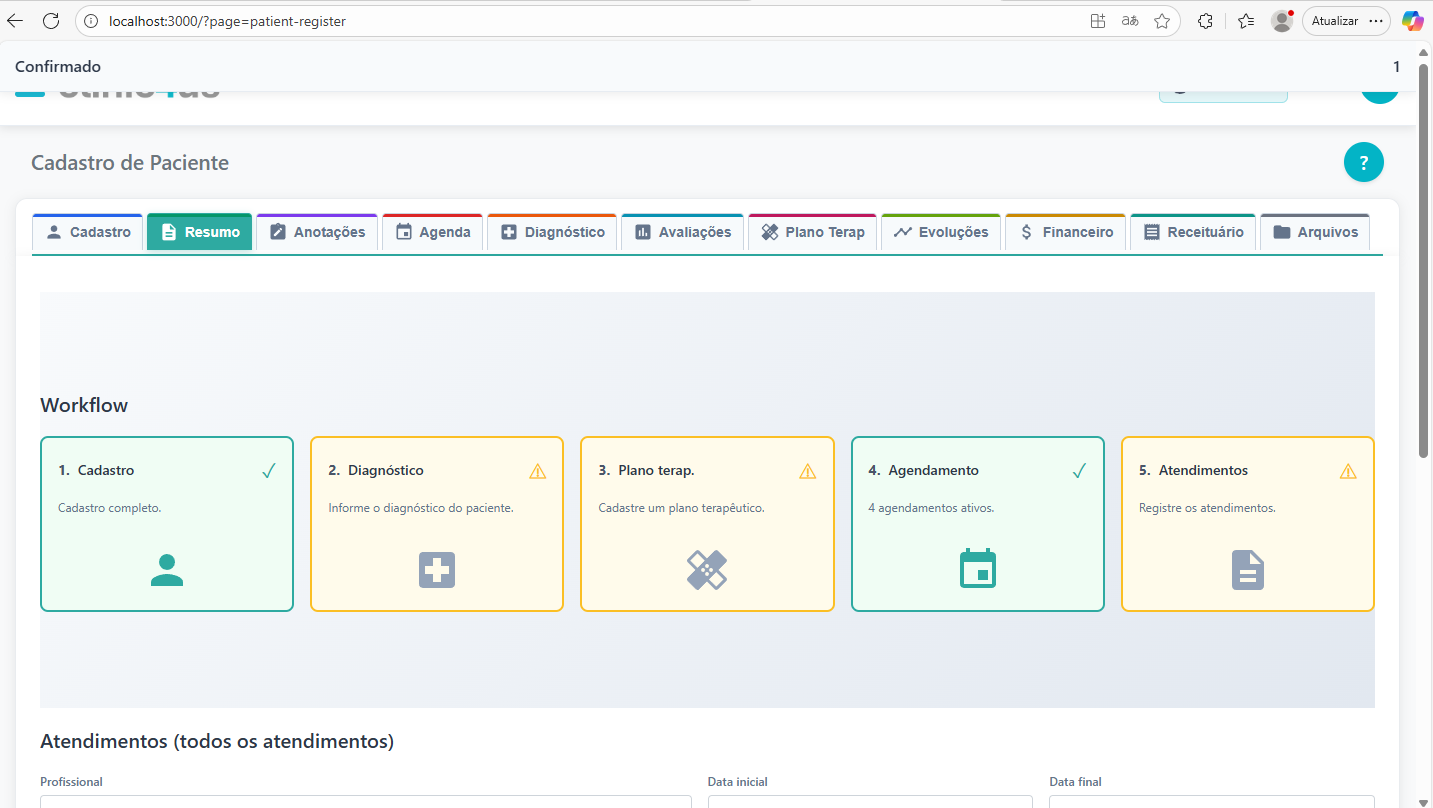 localhost:3000/?page=patient-register
Atualizar
Confirmado 1
Cadastro de Paciente
?
Cadastro Resumo Anotações Agenda Diagnóstico Avaliações Plano Terap Evoluções Financeiro Receituário Arquivos
Workflow
1. Cadastro
Cadastro completo.
2. Diagnóstico
Informe o diagnóstico do paciente.
3. Plano terap.
Cadastre um plano terapêutico.
4. Agendamento
4 agendamentos ativos.
5. Atendimentos
Registre os atendimentos.
Atendimentos (todos os atendimentos)
Profissional Data inicial Data final